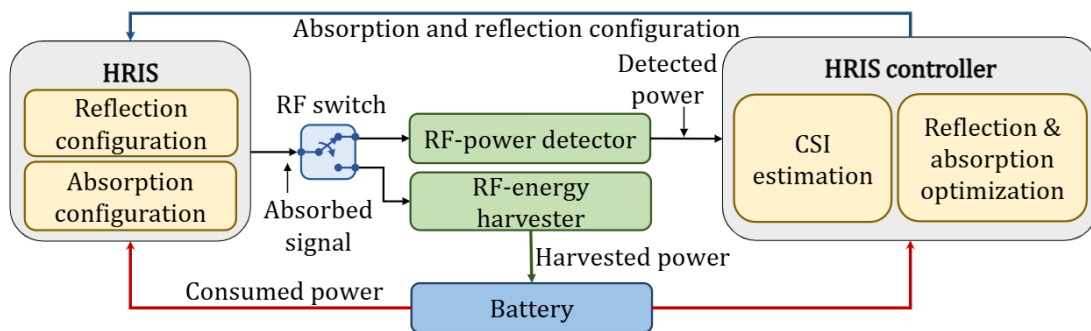 Absorption and reflection configuration
HRIS
Reflection
configuration
Absorption
configuration
RF switch
Absorbed
signal
RF-power detector
RF-energy
harvester
Detected
power
HRIS controller
CSI
estimation
Reflection &
absorption
optimization
Harvested power
Consumed power
Battery